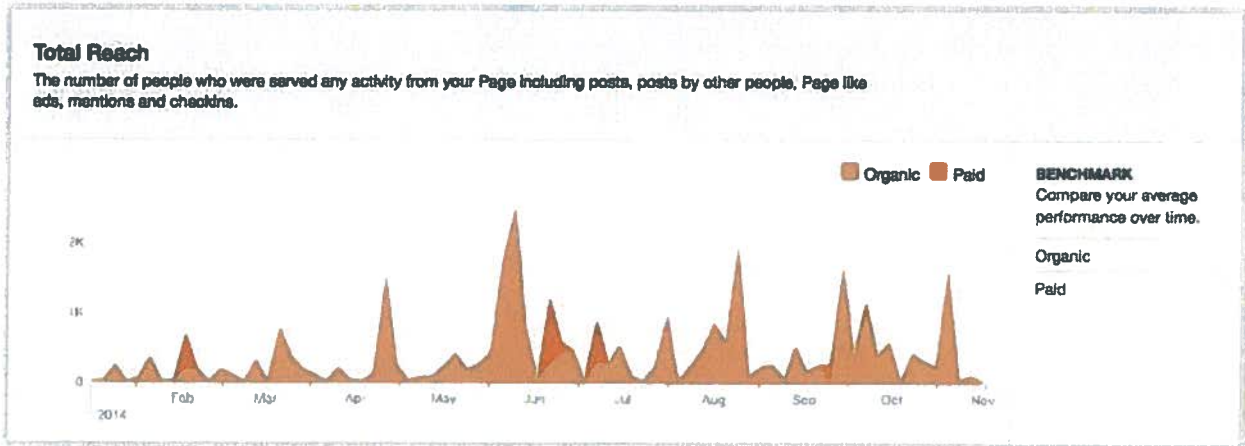 Total Reach
The number of people who were served any activity from your Page including posts, posts by other people, Page like
ads, mentions and checkins.
Organic Paid
BENCHMARK
Compare your average
performance over time.
Organic
Paid
2K
1K
0
Feb Mar Apr May Jun Jul Aug Sep Oct Nov
2014